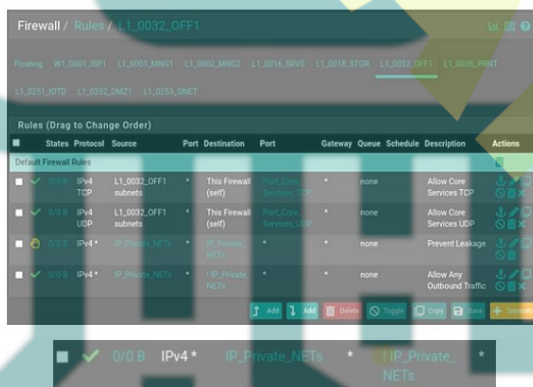 Firewall / Rules / L1_0032_OFF1
Floating W1_0001_ISP1 L1_0001_MNG1 L1_0002_MNG2 L1_0016_SRVS L1_0018_STOR L1_0032_OFF1 L1_0036_PRNT
L1_0251_IOTD L1_0252_DMZ1 L1_0253_GNET
Rules (Drag to Change Order)
States Protocol Source Port Destination Port Gateway Queue Schedule Description Actions
Default Firewall Rules
0/0 B IPv4 L1_0032_OFF1 * This Firewall Port_Core_ * none Allow Core
TCP subnets (self) Services_TCP Services TCP
0/0 B IPv4 L1_0032_OFF1 * This Firewall Port_Core_ * none Allow Core
UDP subnets (self) Services_UDP Services UDP
0/0 B IPv4 * IP_Private_NETs * IP_Private_ * * none Prevent Leakage
NETs
0/0 B IPv4 * IP_Private_NETs * ! IP_Private_ * * none Allow Any
NETs Outbound Traffic
Add Add Delete Toggle Copy Save + Separator
0/0 B IPv4 * IP_Private_NETs * ! IP_Private_ *
NETs